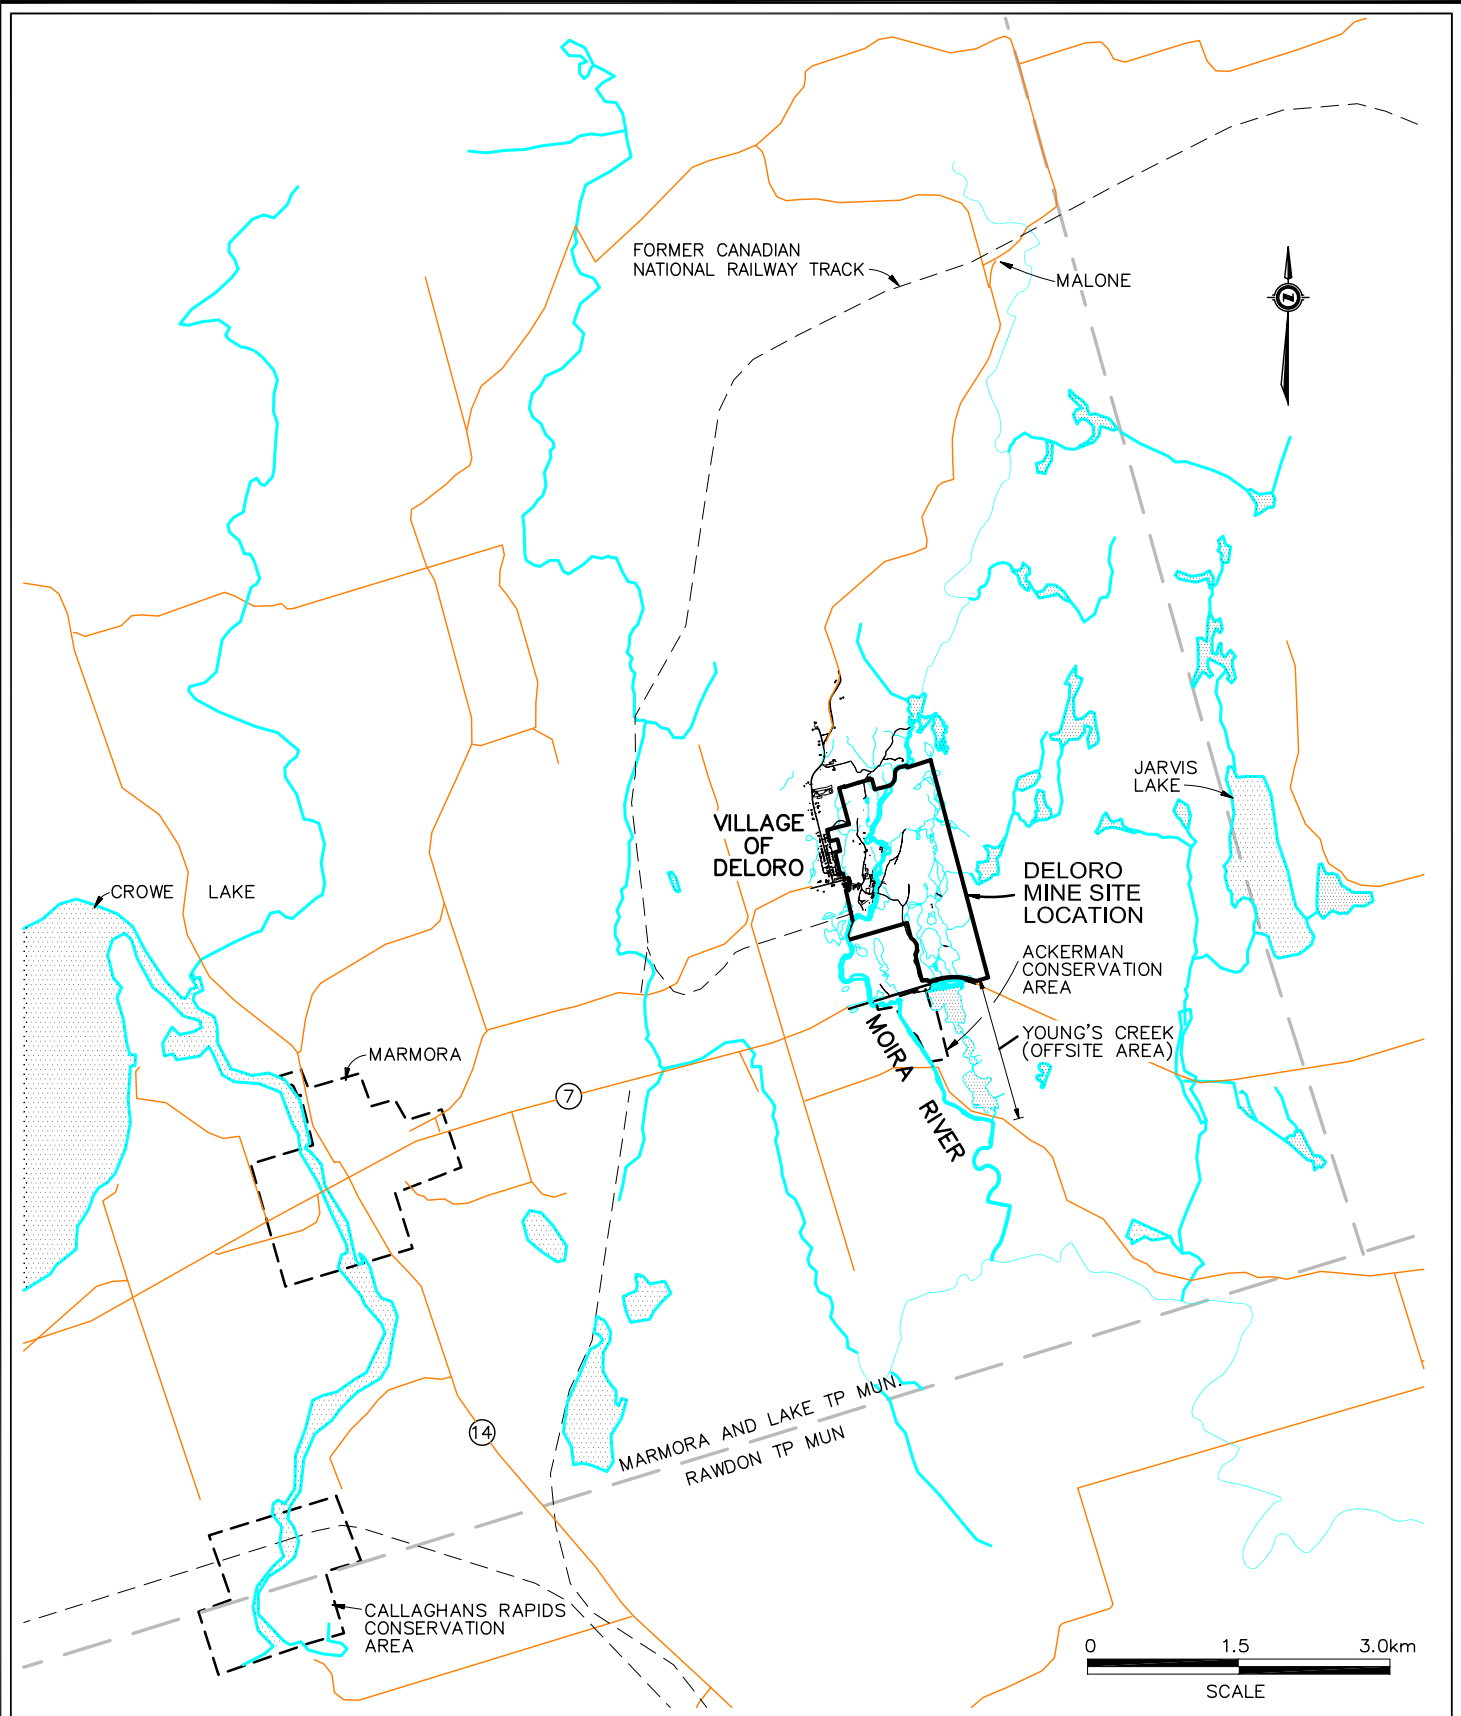 FORMER CANADIAN
NATIONAL RAILWAY TRACK
MALONE
N
JARVIS
LAKE
VILLAGE
OF
DELORO
DELORO
MINE SITE
LOCATION
CROWE LAKE
ACKERMAN
CONSERVATION
AREA
YOUNG'S CREEK
(OFFSITE AREA)
MOIRA RIVER
MARMORA
7
14
MARMORA AND LAKE TP MUN.
RAWDON TP MUN
CALLAGHANS RAPIDS
CONSERVATION
AREA
0 1.5 3.0km
SCALE